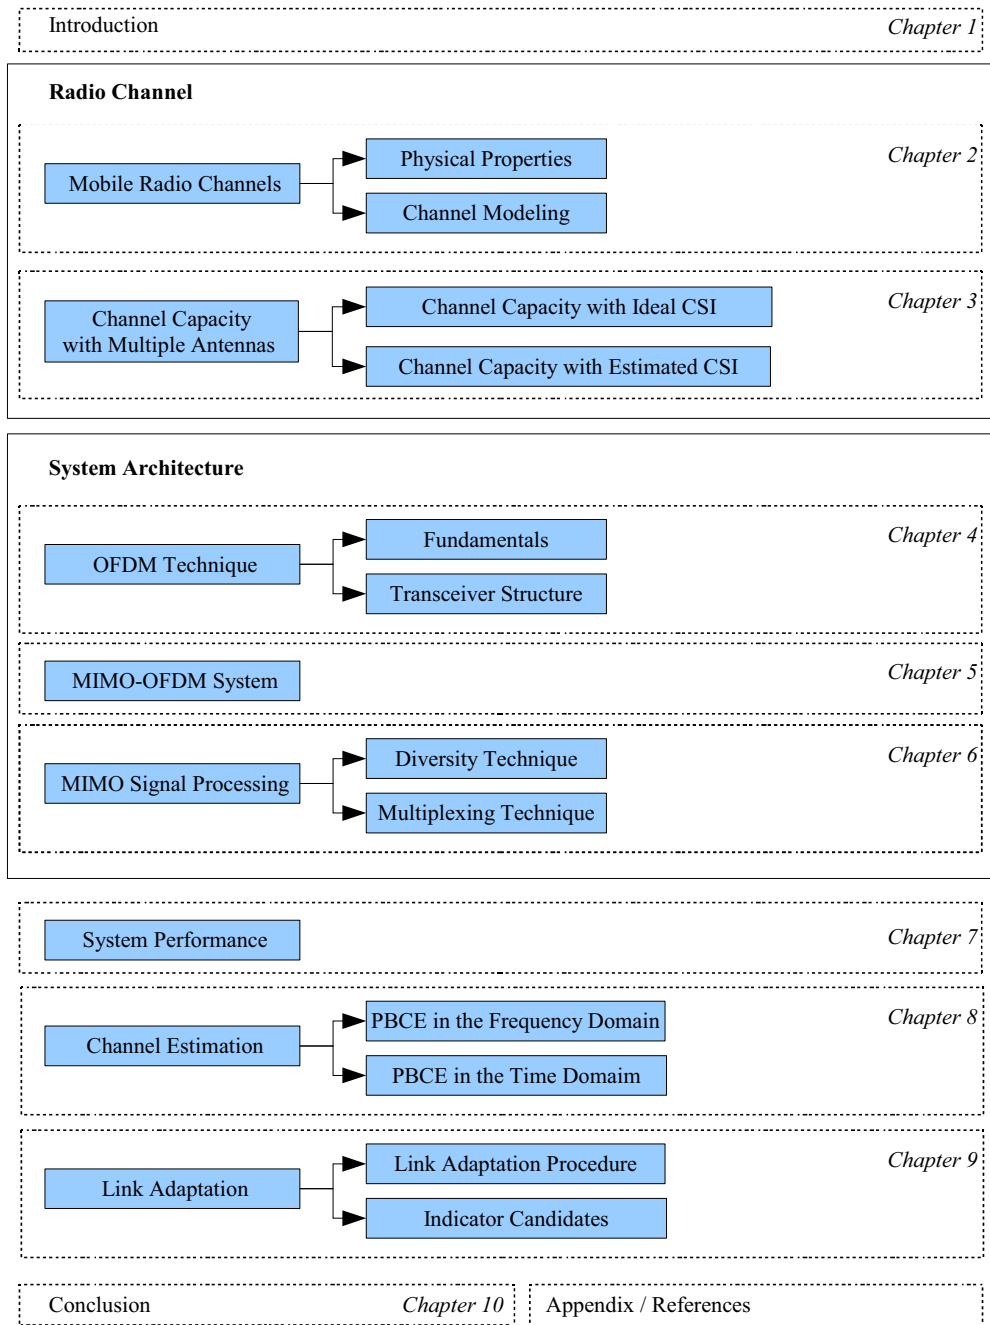 Introduction
Chapter 1
Radio Channel
Chapter 2
Mobile Radio Channels
Physical Properties
Channel Modeling
Chapter 3
Channel Capacity
with Multiple Antennas
Channel Capacity with Ideal CSI
Channel Capacity with Estimated CSI
System Architecture
Chapter 4
OFDM Technique
Fundamentals
Transceiver Structure
MIMO-OFDM System
Chapter 5
Chapter 6
MIMO Signal Processing
Diversity Technique
Multiplexing Technique
System Performance
Chapter 7
Chapter 8
Channel Estimation
PBCE in the Frequency Domain
PBCE in the Time Domaim
Chapter 9
Link Adaptation
Link Adaptation Procedure
Indicator Candidates
Conclusion
Chapter 10
Appendix / References